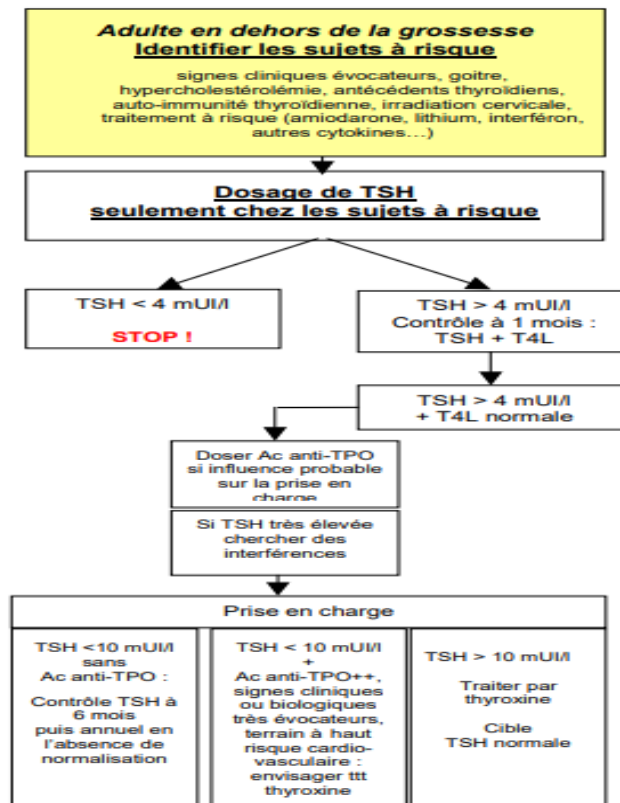 Adulte en dehors de la grossesse
Identifier les sujets à risque
signes cliniques évocateurs, goitre,
hypercholestérolémie, antécédents thyroïdiens,
auto-immunité thyroïdienne, irradiation cervicale,
traitement à risque (amiodarone, lithium, interféron,
autres cytokines…)
Dosage de TSH
seulement chez les sujets à risque
TSH < 4 mUI/l
STOP !
TSH > 4 mUI/l
Contrôle à 1 mois :
TSH + T4L
TSH > 4 mUI/l
+ T4L normale
Doser Ac anti-TPO
si influence probable
sur la prise en
charge
Si TSH très élevée
chercher des
interférences
Prise en charge
TSH <10 mUI/l
sans
Ac anti-TPO :
Contrôle TSH à
6 mois
puis annuel en
l'absence de
normalisation
TSH < 10 mUI/l
+
Ac anti-TPO++,
signes cliniques
ou biologiques
très évocateurs,
terrain à haut
risque cardio-
vasculaire :
envisager ttt
thyroxine
TSH > 10 mUI/l
Traiter par
thyroxine
Cible
TSH normale